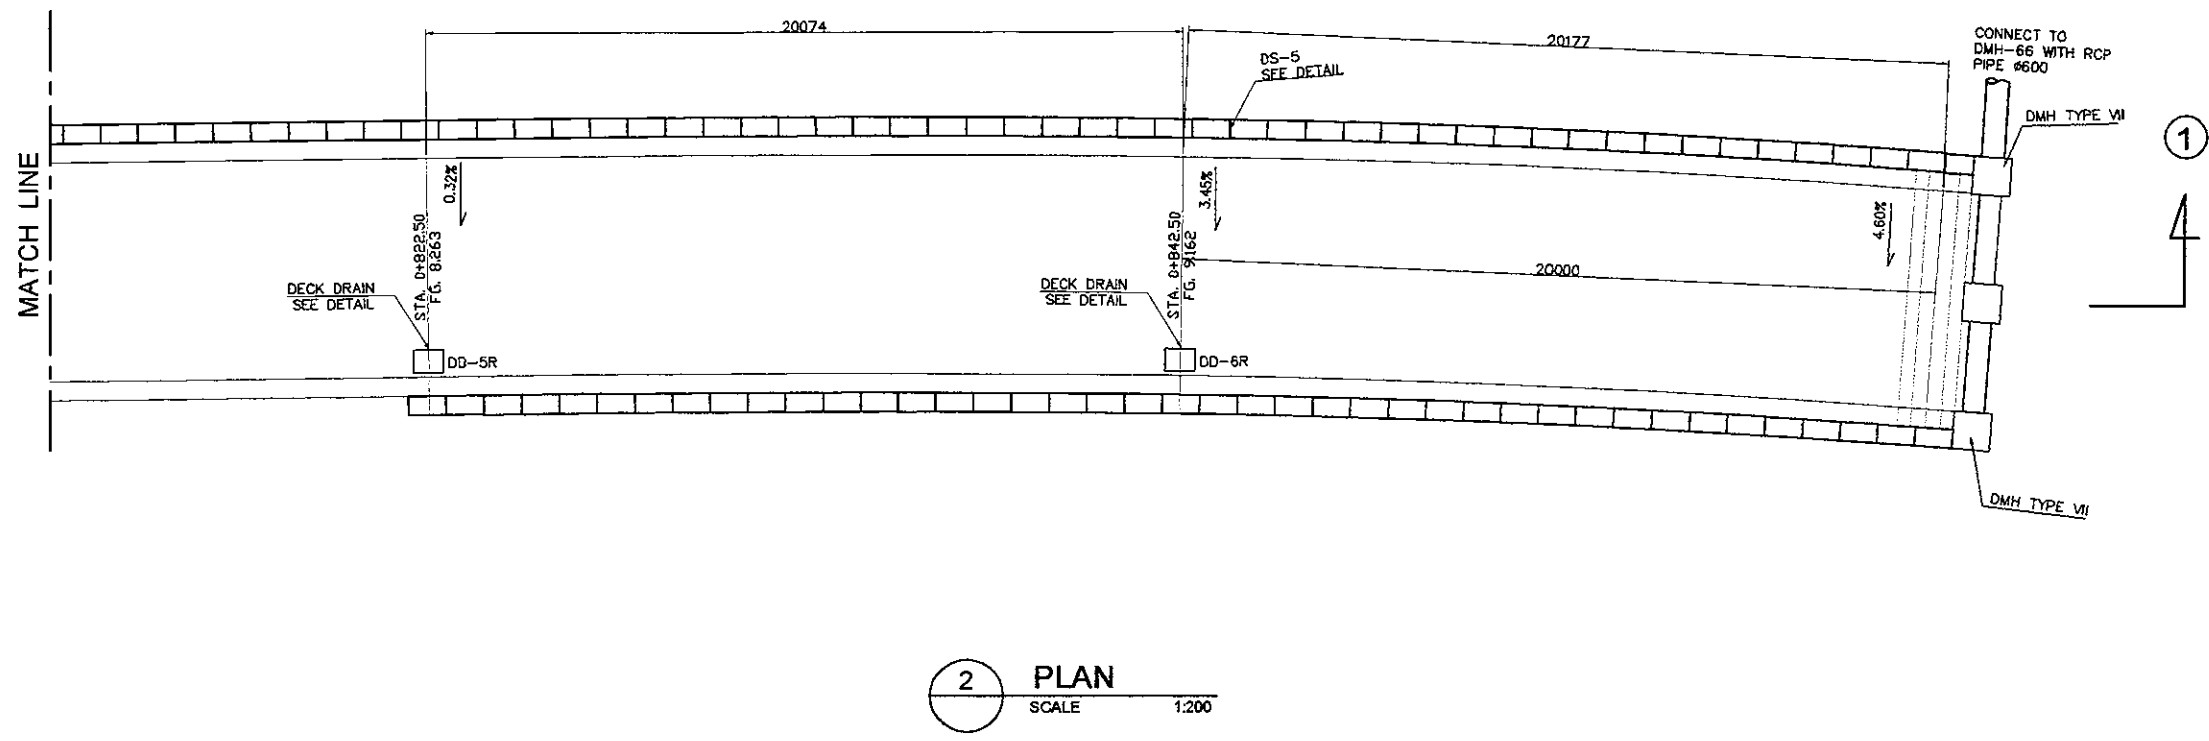 20074
20177
CONNECT TO
DMH-66 WITH RCP
PIPE ø600
DS-5
SEE DETAIL
DMH TYPE VII
1
MATCH LINE
0.32%
3.45%
4.60%
STA. 0+822.50
FG. 8.263
STA. 0+842.50
FG. 9.162
20000
DECK DRAIN
SEE DETAIL
DECK DRAIN
SEE DETAIL
DD-5R
DD-6R
DMH TYPE VII
2
PLAN
SCALE 1:200